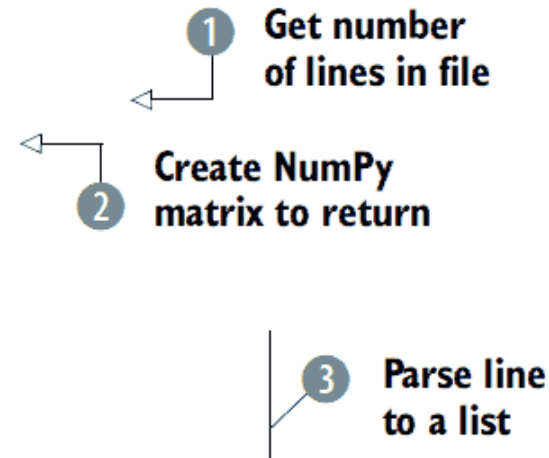 1 Get number
of lines in file
2 Create NumPy
matrix to return
3 Parse line
to a list